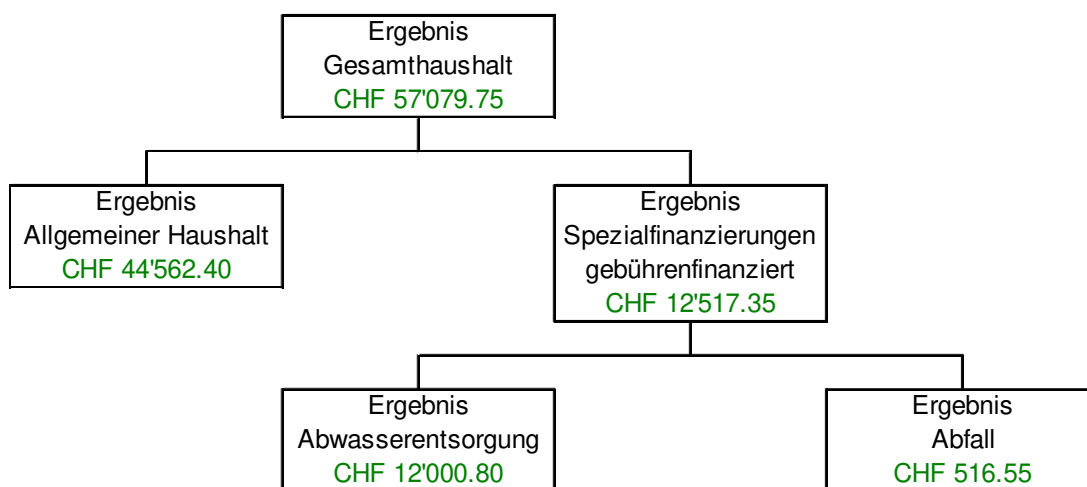 Ergebnis
Gesamthaushalt
CHF 57'079.75
Ergebnis
Allgemeiner Haushalt
CHF 44'562.40
Ergebnis
Spezialfinanzierungen
gebührenfinanziert
CHF 12'517.35
Ergebnis
Abwasserentsorgung
CHF 12'000.80
Ergebnis
Abfall
CHF 516.55